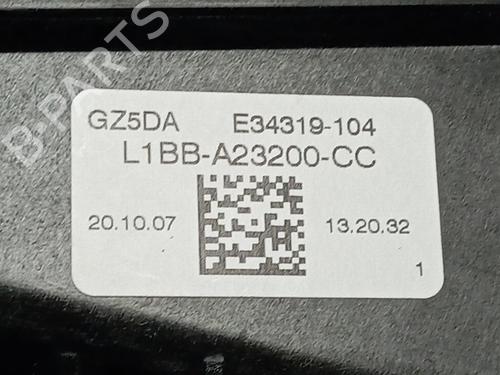 B-PARTS
GZ5DA E34319-104
L1BB-A23200-CC
20.10.07 13.20.32
1